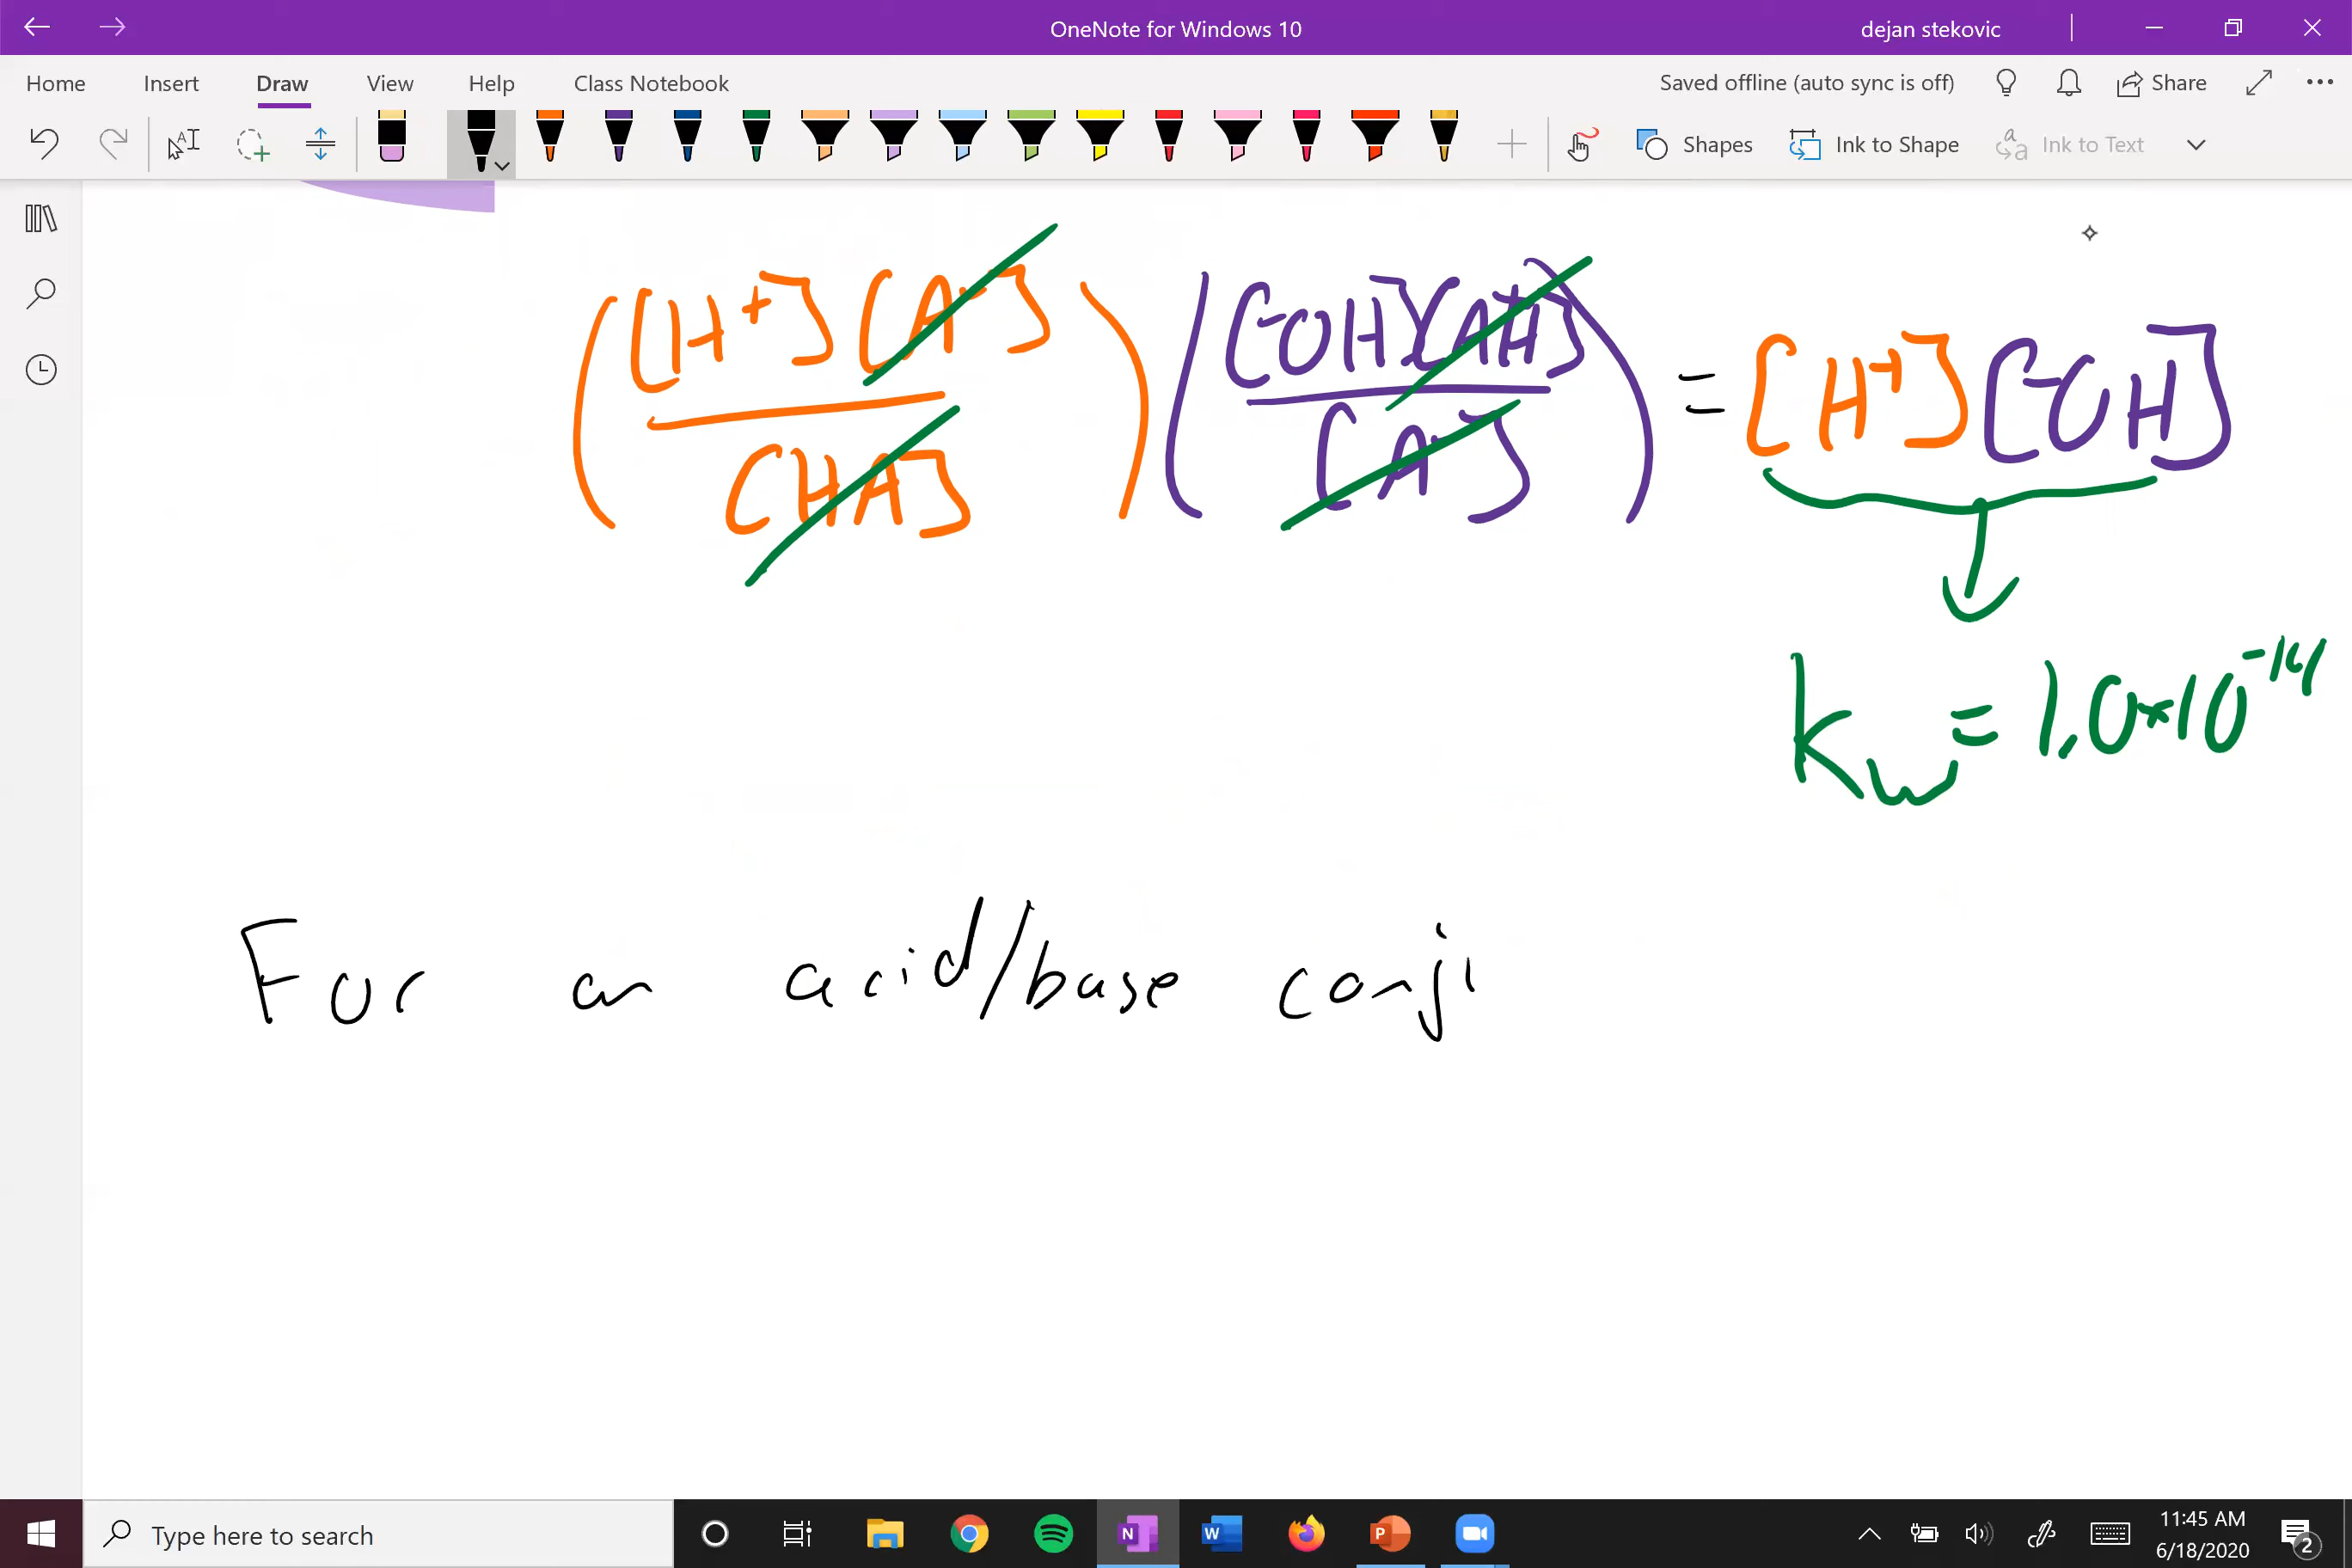 OneNote for Windows 10
dejan stekovic
Home Insert Draw View Help Class Notebook
Saved offline (auto sync is off) Share
Shapes Ink to Shape Ink to Text
([H+][A-]/[HA])([-OH][AH]/[A-]) = [H+][-OH]
Kw = 1.0*10^-14
For an acid/base conj
Type here to search
11:45 AM
6/18/2020
2